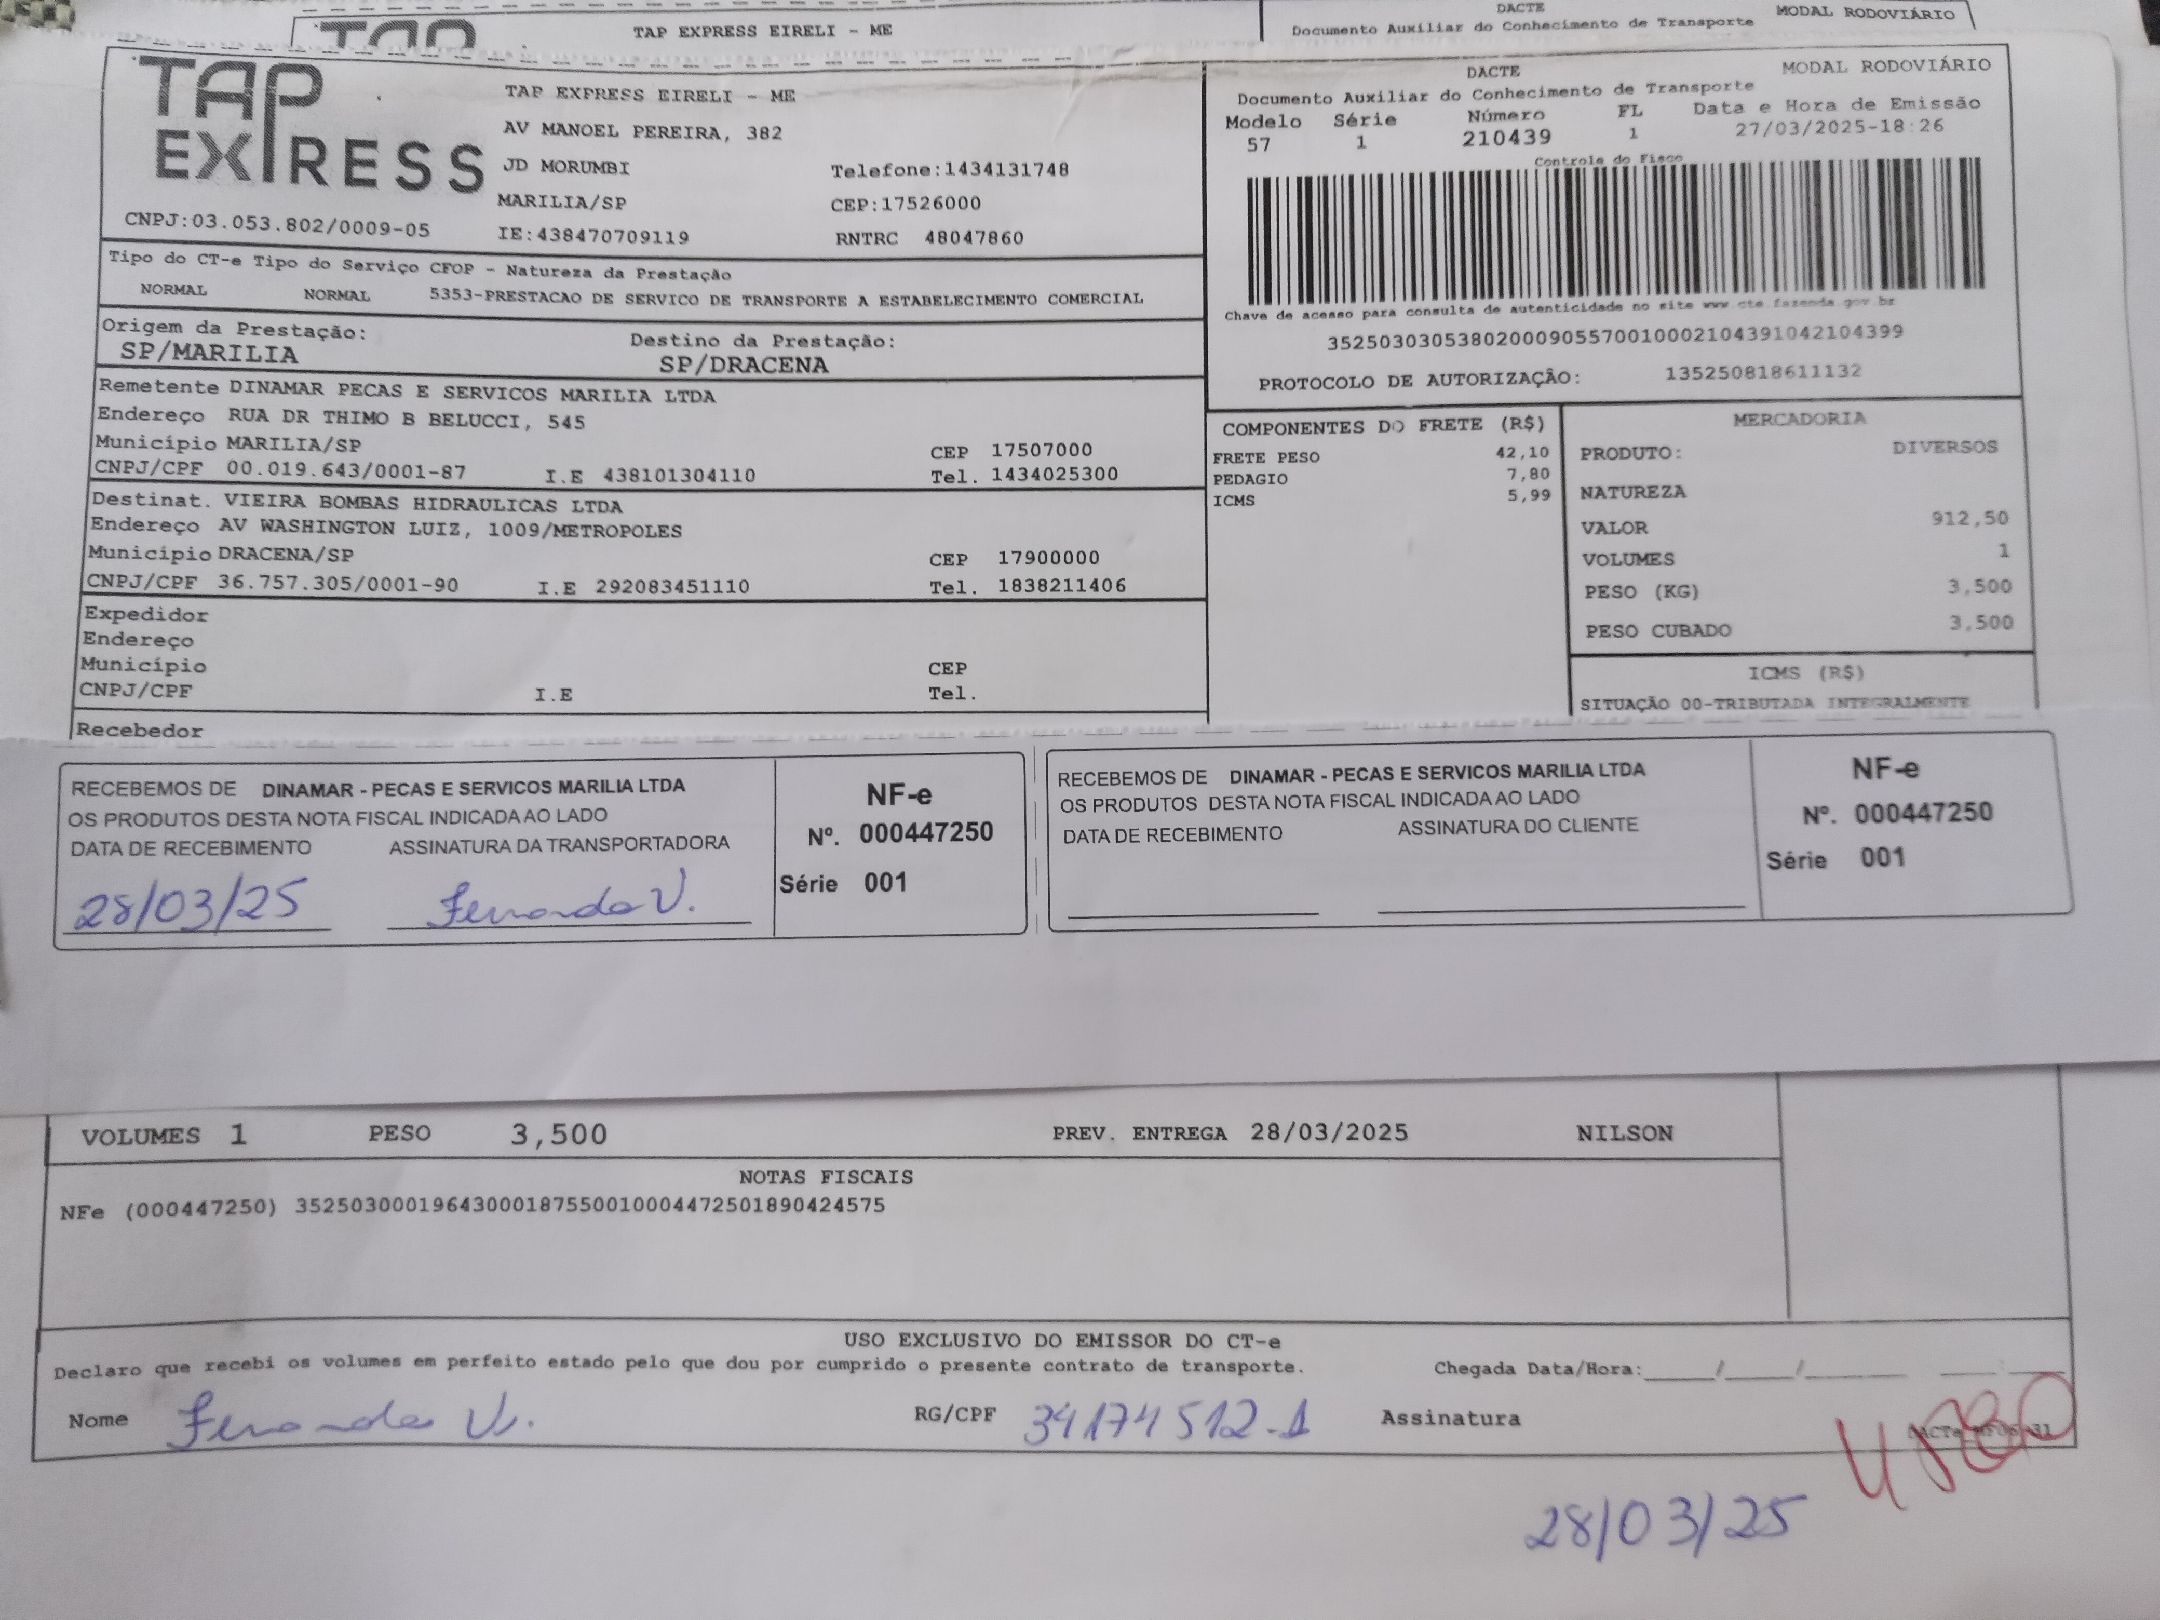 TAP EXPRESS EIRELI - ME
DACTE
MODAL RODOVIÁRIO
Documento Auxiliar do Conhecimento de Transporte
TAP EXPRESS
CNPJ:03.053.802/0009-05
TAP EXPRESS EIRELI - ME
AV MANOEL PEREIRA, 382
JD MORUMBI
Telefone:1434131748
MARILIA/SP
CEP:17526000
IE:438470709119
RNTRC 48047860
DACTE
MODAL RODOVIÁRIO
Documento Auxiliar do Conhecimento de Transporte
Modelo Série Número FL Data e Hora de Emissão
57 1 210439 1 27/03/2025-18:26
Controle do Fisco
Chave de acesso para consulta de autenticidade no site www.cte.fazenda.gov.br
35250303053802000905570010002104391042104399
PROTOCOLO DE AUTORIZAÇÃO: 135250818611132
Tipo do CT-e Tipo do Serviço CFOP - Natureza da Prestação
NORMAL NORMAL 5353-PRESTACAO DE SERVICO DE TRANSPORTE A ESTABELECIMENTO COMERCIAL
Origem da Prestação: Destino da Prestação:
SP/MARILIA SP/DRACENA
Remetente DINAMAR PECAS E SERVICOS MARILIA LTDA
Endereço RUA DR THIMO B BELUCCI, 545
Município MARILIA/SP CEP 17507000
CNPJ/CPF 00.019.643/0001-87 I.E 438101304110 Tel. 1434025300
Destinat. VIEIRA BOMBAS HIDRAULICAS LTDA
Endereço AV WASHINGTON LUIZ, 1009/METROPOLES
Município DRACENA/SP CEP 17900000
CNPJ/CPF 36.757.305/0001-90 I.E 292083451110 Tel. 1838211406
Expedidor
Endereço
Município CEP
CNPJ/CPF I.E Tel.
Recebedor
COMPONENTES DO FRETE (R$)
FRETE PESO 42,10
PEDAGIO 7,80
ICMS 5,99
MERCADORIA
PRODUTO: DIVERSOS
NATUREZA
VALOR 912,50
VOLUMES 1
PESO (KG) 3,500
PESO CUBADO 3,500
ICMS (R$)
SITUAÇÃO 00-TRIBUTADA INTEGRALMENTE
RECEBEMOS DE DINAMAR - PECAS E SERVICOS MARILIA LTDA
OS PRODUTOS DESTA NOTA FISCAL INDICADA AO LADO
DATA DE RECEBIMENTO ASSINATURA DA TRANSPORTADORA
28/03/25 Fernando V.
NF-e
Nº. 000447250
Série 001
RECEBEMOS DE DINAMAR - PECAS E SERVICOS MARILIA LTDA
OS PRODUTOS DESTA NOTA FISCAL INDICADA AO LADO
DATA DE RECEBIMENTO ASSINATURA DO CLIENTE
NF-e
Nº. 000447250
Série 001
VOLUMES 1 PESO 3,500 PREV. ENTREGA 28/03/2025 NILSON
NOTAS FISCAIS
NFe (000447250) 35250300019643000187550010004472501890424575
USO EXCLUSIVO DO EMISSOR DO CT-e
Declaro que recebi os volumes em perfeito estado pelo que dou por cumprido o presente contrato de transporte.
Chegada Data/Hora:____/____/______ ___:___
Nome Fernando V. RG/CPF 34174512-1 Assinatura
28/03/25